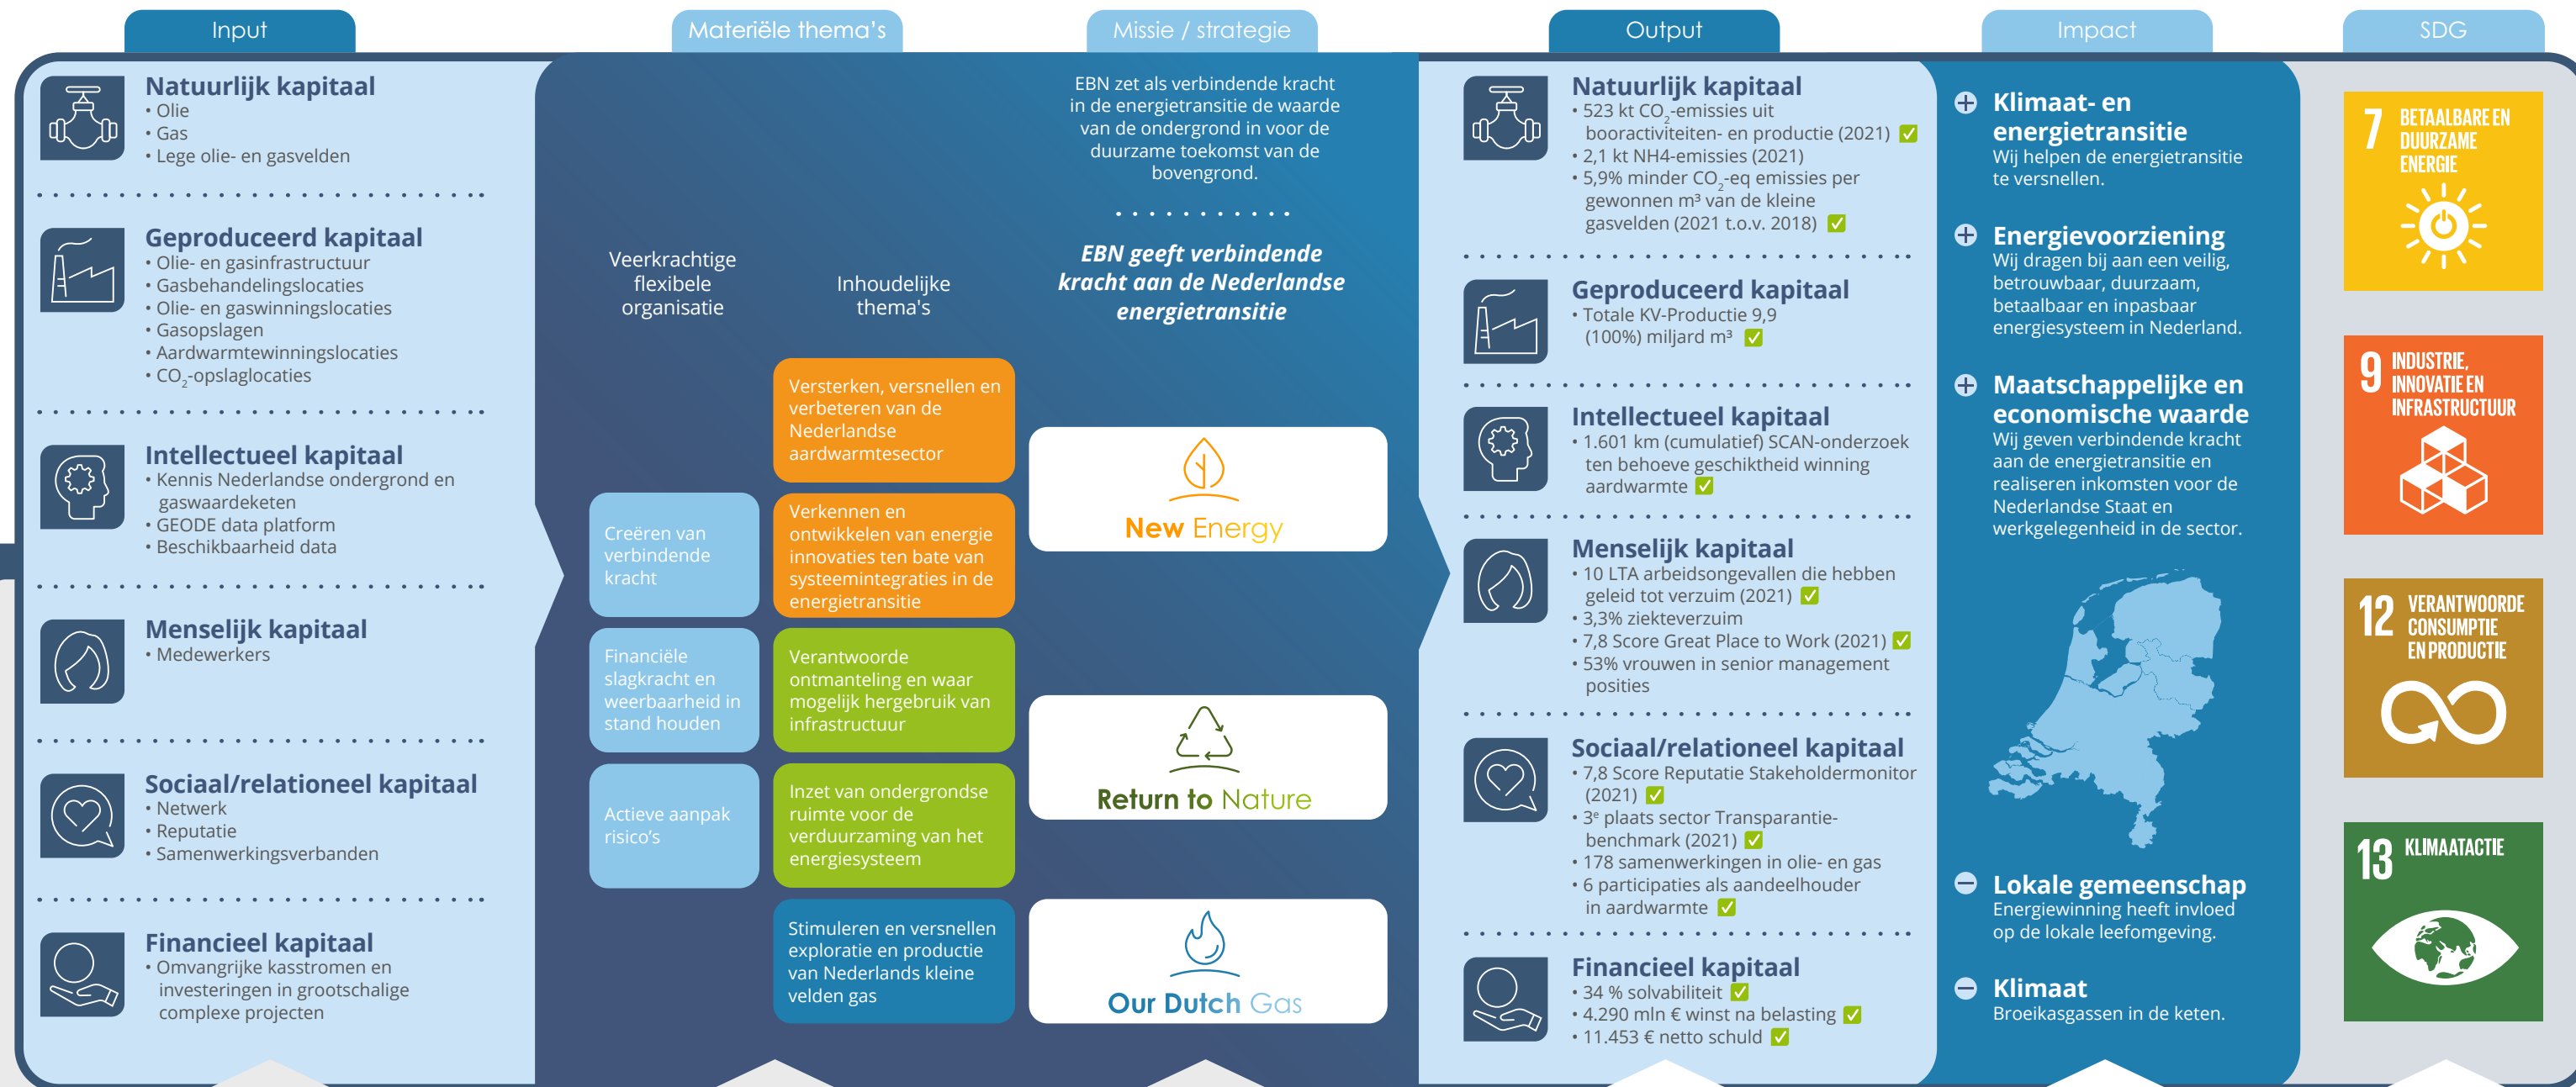 Input
Natuurlijk kapitaal
• Olie
• Gas
• Lege olie- en gasvelden
Geproduceerd kapitaal
• Olie- en gasinfrastructuur
• Gasbehandelingslocaties
• Olie- en gaswinningslocaties
• Gasopslagen
• Aardwarmtewinningslocaties
• CO₂-opslaglocaties
Intellectueel kapitaal
• Kennis Nederlandse ondergrond en
gaswaardeketen
• GEODE data platform
• Beschikbaarheid data
Menselijk kapitaal
• Medewerkers
Sociaal/relationeel kapitaal
• Netwerk
• Reputatie
• Samenwerkingsverbanden
Financieel kapitaal
• Omvangrijke kasstromen en
investeringen in grootschalige
complexe projecten
Materiële thema's
Veerkrachtige
flexibele
organisatie
Creëren van
verbindende
kracht
Financiële
slagkracht en
weerbaarheid in
stand houden
Actieve aanpak
risico's
Inhoudelijke
thema's
Versterken, versnellen en
verbeteren van de
Nederlandse
aardwarmtesector
Verkennen en
ontwikkelen van energie
innovaties ten bate van
systeemintegraties in de
energietransitie
Verantwoorde
ontmanteling en waar
mogelijk hergebruik van
infrastructuur
Inzet van ondergrondse
ruimte voor de
verduurzaming van het
energiesysteem
Stimuleren en versnellen
exploratie en productie
van Nederlands kleine
velden gas
Missie / strategie
EBN zet als verbindende kracht
in de energietransitie de waarde
van de ondergrond in voor de
duurzame toekomst van de
bovengrond.
EBN geeft verbindende
kracht aan de Nederlandse
energietransitie
New Energy
Return to Nature
Our Dutch Gas
Output
Natuurlijk kapitaal
• 523 kt CO₂-emissies uit
booractiviteiten- en productie (2021) ✅
• 2,1 kt NH4-emissies (2021)
• 5,9% minder CO₂-eq emissies per
gewonnen m³ van de kleine
gasvelden (2021 t.o.v. 2018) ✅
Geproduceerd kapitaal
• Totale KV-Productie 9,9
(100%) miljard m³ ✅
Intellectueel kapitaal
• 1.601 km (cumulatief) SCAN-onderzoek
ten behoeve geschiktheid winning
aardwarmte ✅
Menselijk kapitaal
• 10 LTA arbeidsongevallen die hebben
geleid tot verzuim (2021) ✅
• 3,3% ziekteverzuim
• 7,8 Score Great Place to Work (2021) ✅
• 53% vrouwen in senior management
posities
Sociaal/relationeel kapitaal
• 7,8 Score Reputatie Stakeholdermonitor
(2021) ✅
• 3ᵉ plaats sector Transparantie-
benchmark (2021) ✅
• 178 samenwerkingen in olie- en gas
• 6 participaties als aandeelhouder
in aardwarmte ✅
Financieel kapitaal
• 34 % solvabiliteit ✅
• 4.290 mln € winst na belasting ✅
• 11.453 € netto schuld ✅
Impact
Klimaat- en
energietransitie
Wij helpen de energietransitie
te versnellen.
Energievoorziening
Wij dragen bij aan een veilig,
betrouwbaar, duurzaam,
betaalbaar en inpasbaar
energiesysteem in Nederland.
Maatschappelijke en
economische waarde
Wij geven verbindende kracht
aan de energietransitie en
realiseren inkomsten voor de
Nederlandse Staat en
werkgelegenheid in de sector.
Lokale gemeenschap
Energiewinning heeft invloed
op de lokale leefomgeving.
Klimaat
Broeikasgassen in de keten.
SDG
7 BETAALBARE EN
DUURZAME
ENERGIE
9 INDUSTRIE,
INNOVATIE EN
INFRASTRUCTUUR
12 VERANTWOORDE
CONSUMPTIE
EN PRODUCTIE
13 KLIMAATACTIE